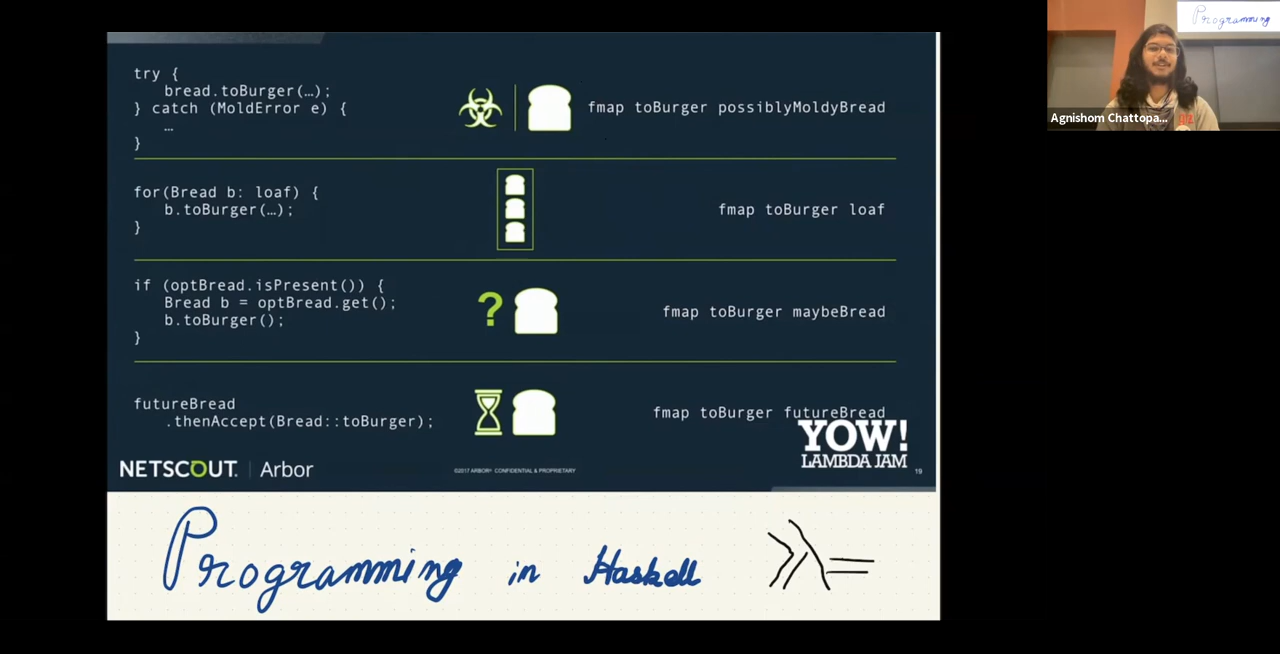 try {
bread.toBurger(…);
} catch (MoldError e) {
…
}
fmap toBurger possiblyMoldyBread
for(Bread b: loaf) {
b.toBurger(…);
}
fmap toBurger loaf
if (optBread.isPresent()) {
Bread b = optBread.get();
b.toBurger();
}
?
fmap toBurger maybeBread
futureBread
.thenAccept(Bread::toBurger);
fmap toBurger futureBread
YOW!
LAMBDA JAM
NETSCOUT. | Arbor
©2017 ARBOR® CONFIDENTIAL & PROPRIETARY
19
Programming in Haskell
Programming
Agnishom Chattopa...